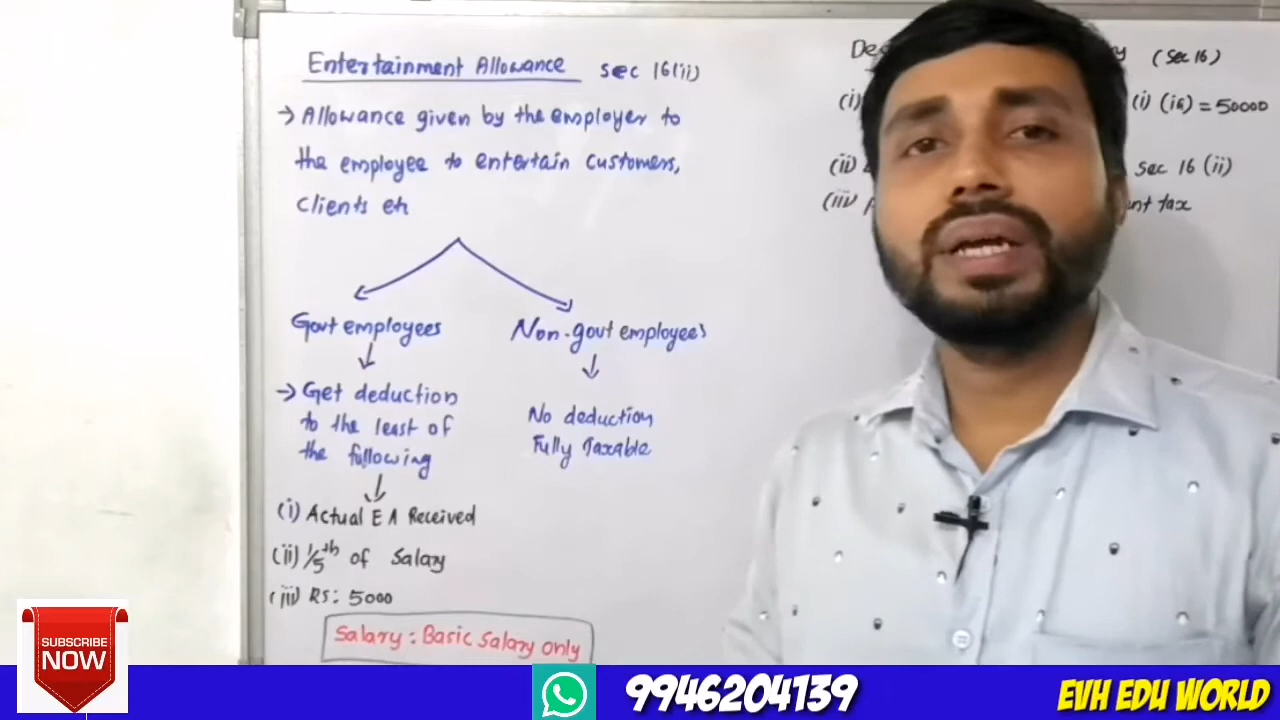 Entertainment Allowance sec 16(ii)
→ Allowance given by the employer to
the employee to entertain customers,
clients etc
Govt employees
Non-govt employees
→ Get deduction
to the least of
the following
No deduction
Fully Taxable
(i) Actual EA Received
(ii) 1/5th of Salary
(iii) RS: 5000
Salary : Basic Salary only
(Sec 16)
(i) (i) (ia) = 50000
(ii) Sec 16 (ii)
(iii) tax
SUBSCRIBE
NOW
9946204139
EVH EDU WORLD